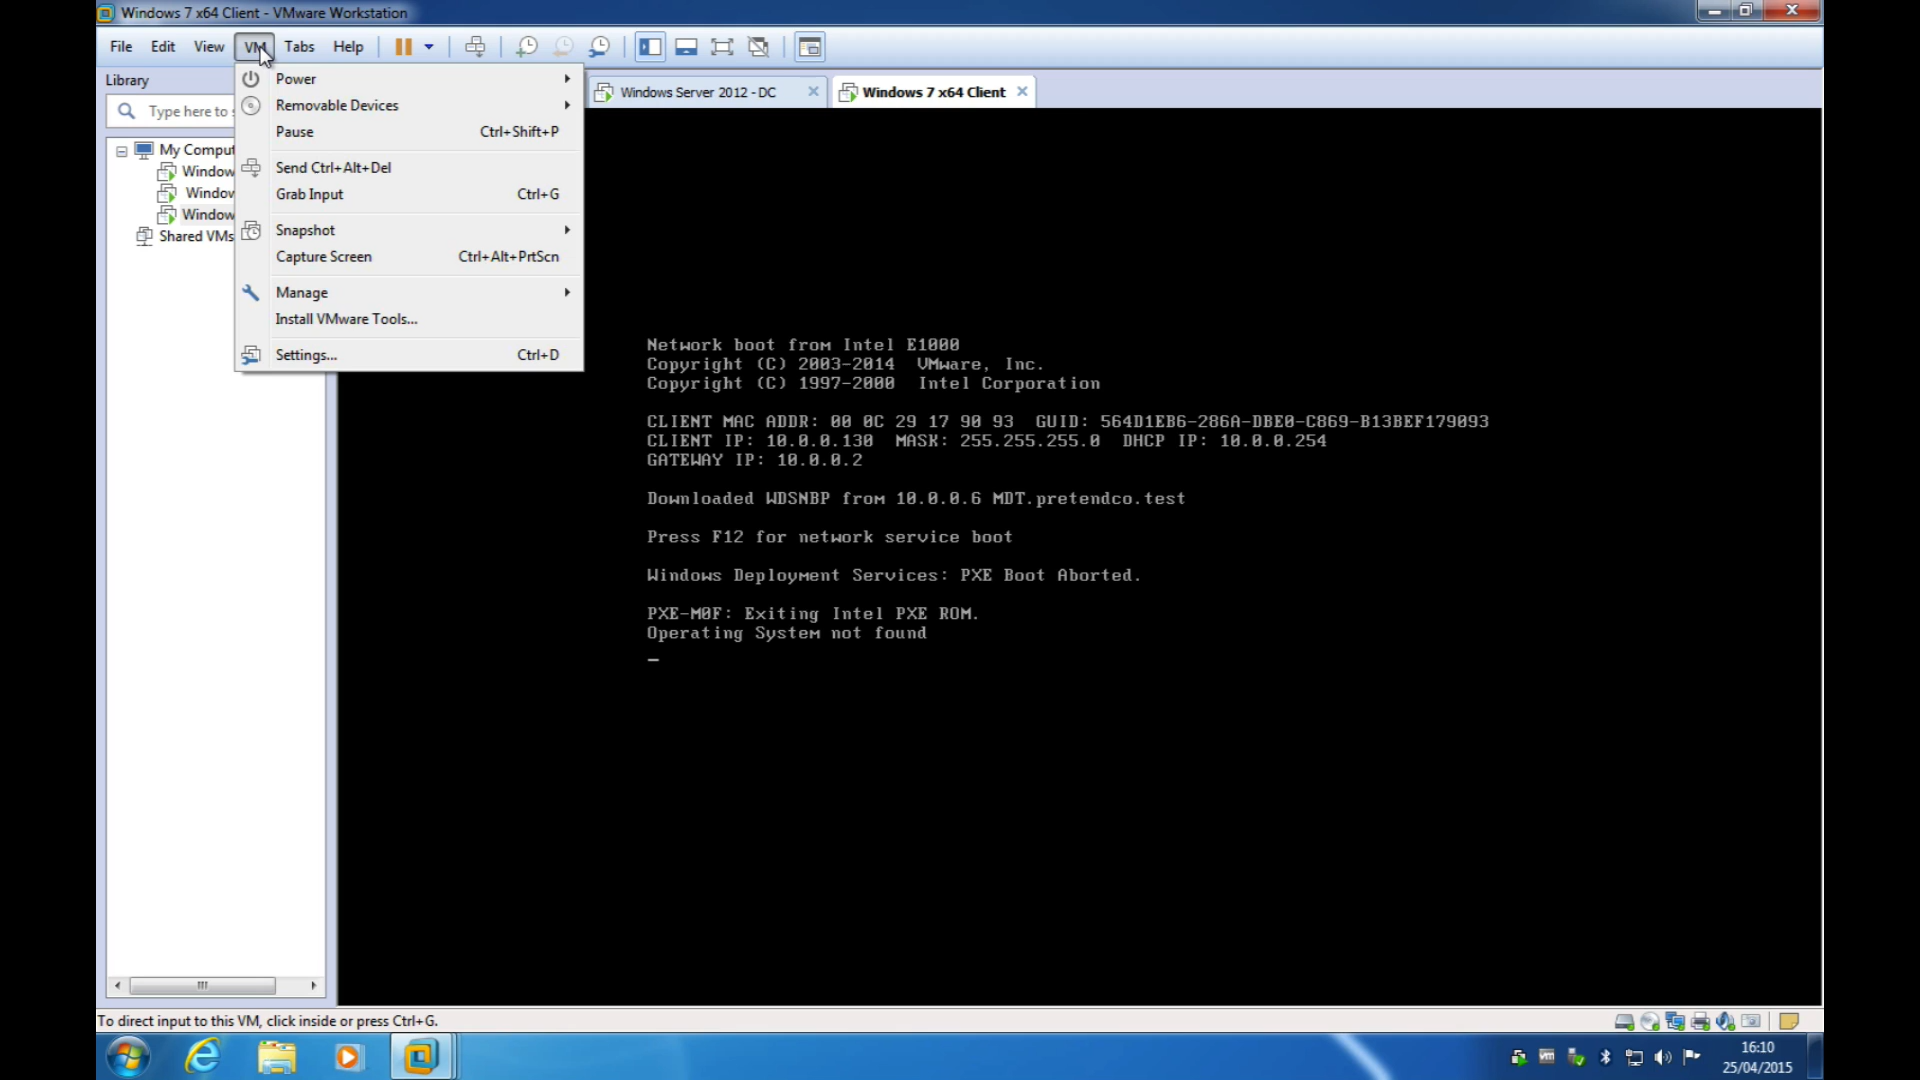 Windows 7 x64 Client - VMware Workstation
File Edit View VM Tabs Help
Library
Type here to
My Comput
Window
Window
Window
Shared VMs
Power
Removable Devices
Pause Ctrl+Shift+P
Send Ctrl+Alt+Del
Grab Input Ctrl+G
Snapshot
Capture Screen Ctrl+Alt+PrtScn
Manage
Install VMware Tools...
Settings... Ctrl+D
Windows Server 2012 - DC
Windows 7 x64 Client
Network boot from Intel E1000
Copyright (C) 2003-2014 VMware, Inc.
Copyright (C) 1997-2000 Intel Corporation
CLIENT MAC ADDR: 00 0C 29 17 90 93 GUID: 564D1EB6-286A-DBE0-C869-B13BEF179093
CLIENT IP: 10.0.0.130 MASK: 255.255.255.0 DHCP IP: 10.0.0.254
GATEWAY IP: 10.0.0.2
Downloaded WDSNBP from 10.0.0.6 MDT.pretendco.test
Press F12 for network service boot
Windows Deployment Services: PXE Boot Aborted.
PXE-M0F: Exiting Intel PXE ROM.
Operating System not found
To direct input to this VM, click inside or press Ctrl+G.
16:10
25/04/2015